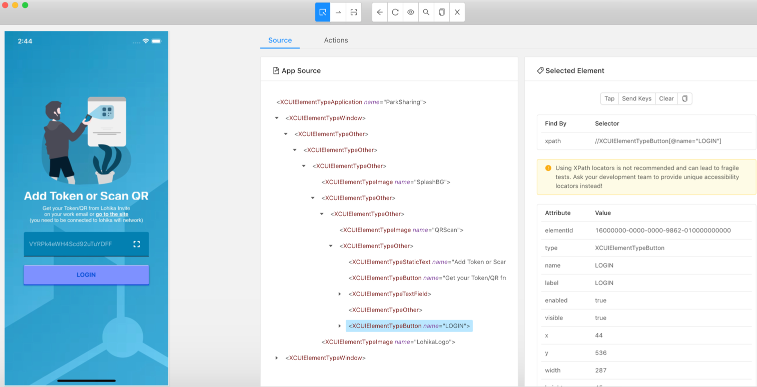 2:44
Add Token or Scan QR
Get your Token/QR from Lohika Invite
on your work email or go to the site
(you need to be connected to lohika wifi network)
LOGIN
Source
Actions
App Source
<XCUIElementTypeApplication name="ParkSharing">
<XCUIElementTypeWindow>
<XCUIElementTypeOther>
<XCUIElementTypeOther>
<XCUIElementTypeOther>
<XCUIElementTypeImage name="SplashBG">
<XCUIElementTypeOther>
<XCUIElementTypeOther>
<XCUIElementTypeImage name="QRScan">
<XCUIElementTypeOther>
<XCUIElementTypeStaticText name="Add Token or Scan
<XCUIElementTypeButton name="Get your Token/QR fr
<XCUIElementTypeTextField>
<XCUIElementTypeOther>
<XCUIElementTypeButton name="LOGIN">
<XCUIElementTypeImage name="LohikaLogo">
<XCUIElementTypeWindow>
Selected Element
Tap Send Keys Clear
Find By Selector
xpath //XCUIElementTypeButton[@name="LOGIN"]
Using XPath locators is not recommended and can lead to fragile
tests. Ask your development team to provide unique accessibility
locators instead!
Attribute Value
elementId 16000000-0000-0000-9862-010000000000
type XCUIElementTypeButton
name LOGIN
label LOGIN
enabled true
visible true
x 44
y 536
width 287